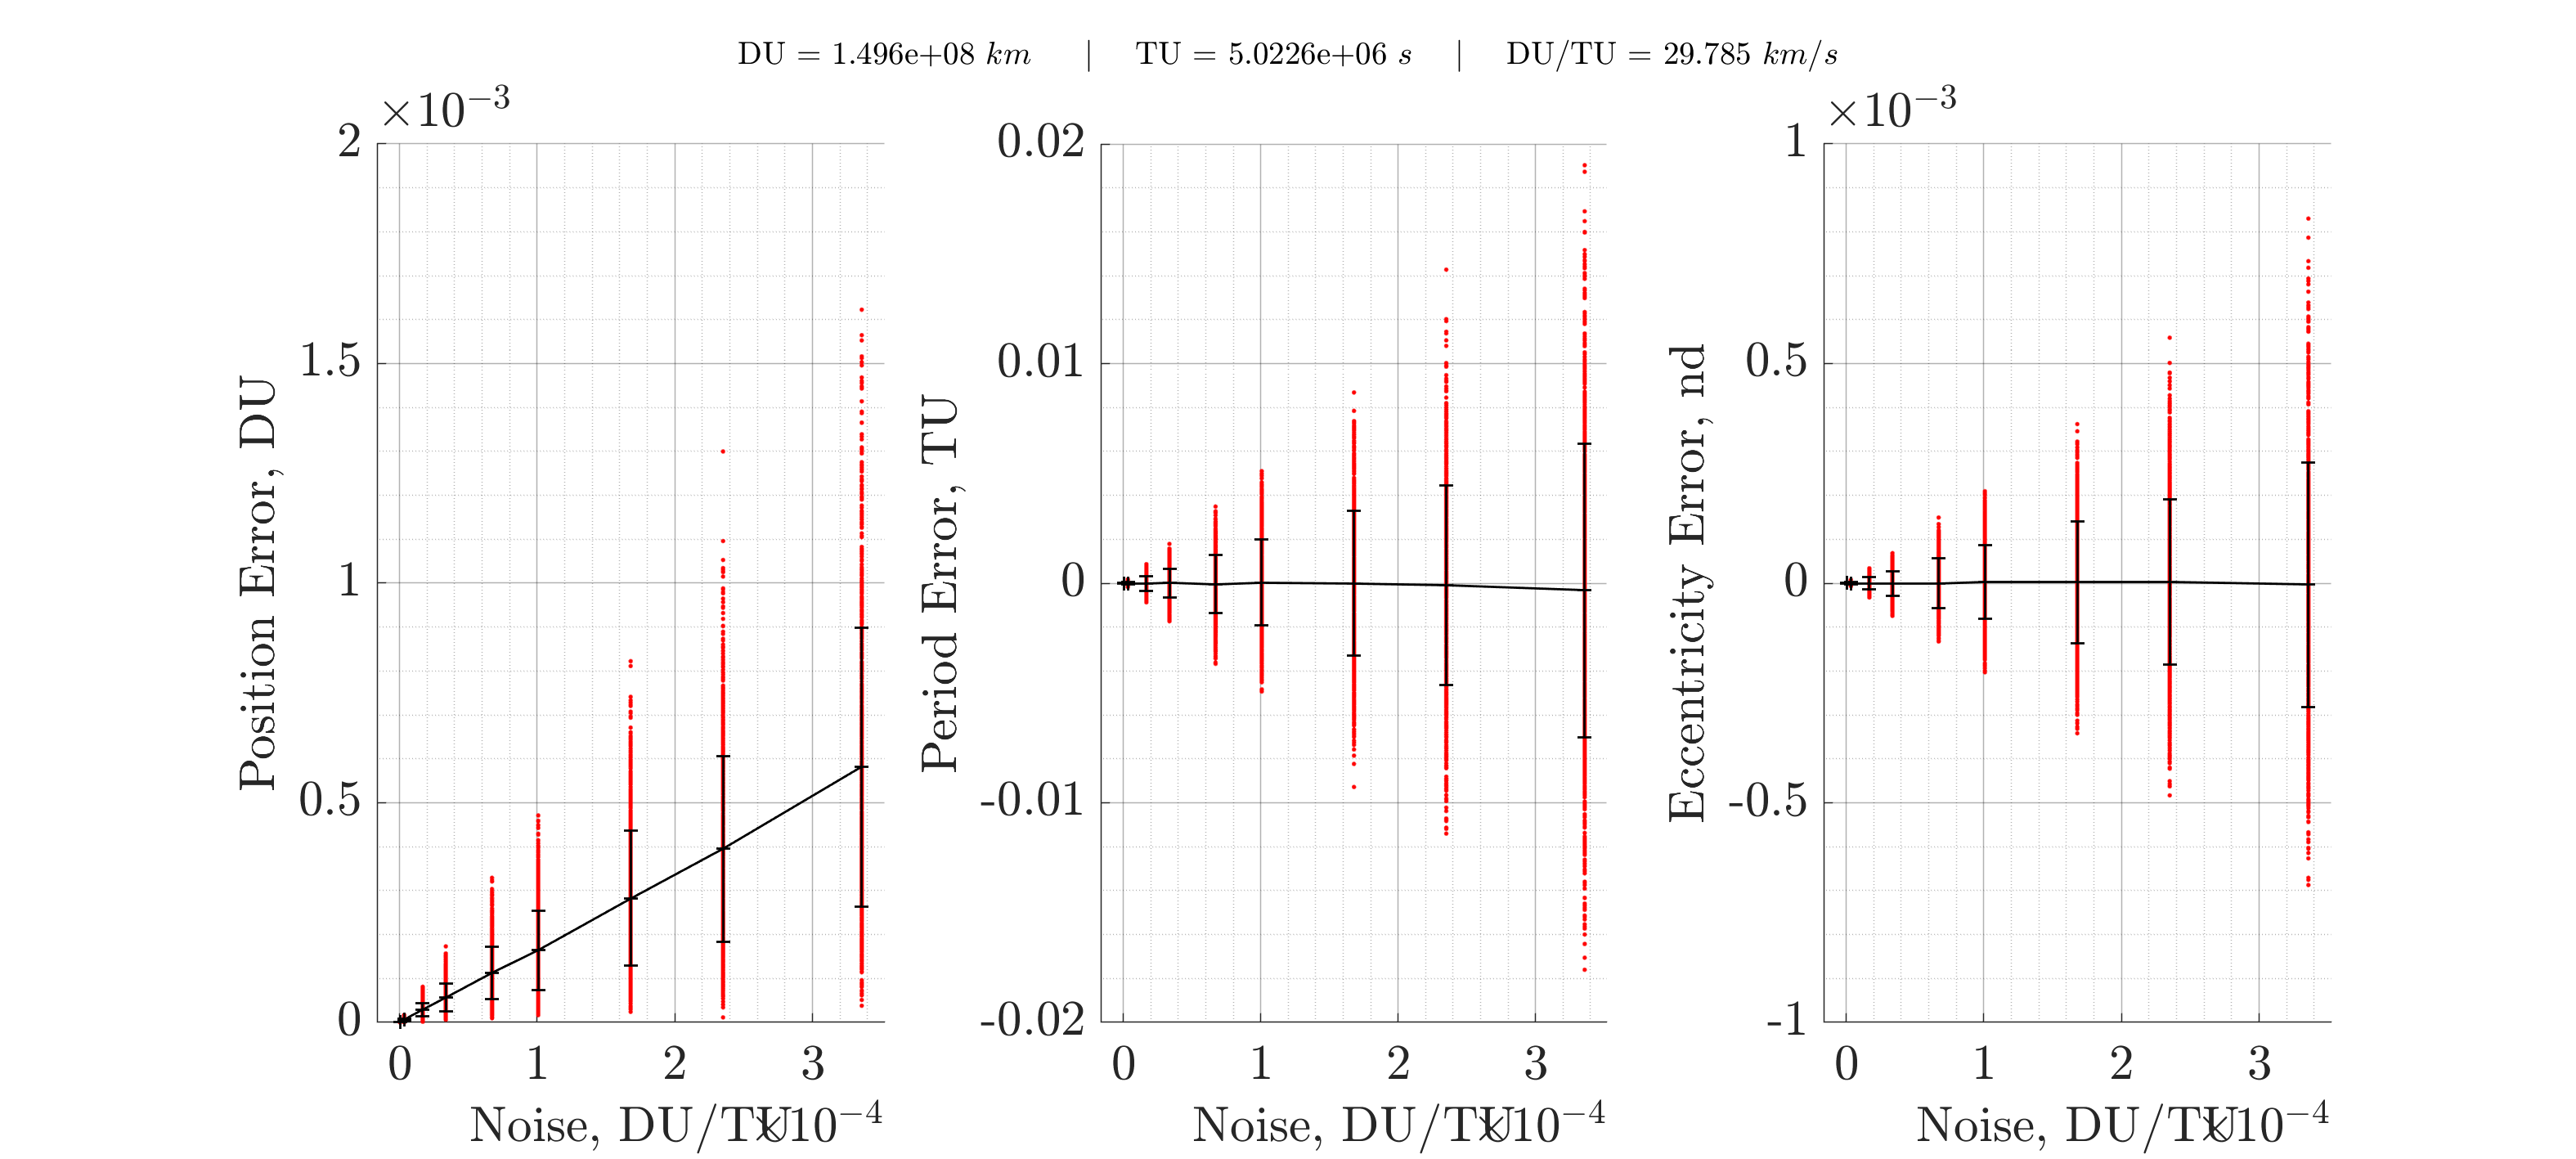 DU = 1.496e+08 km | TU = 5.0226e+06 s | DU/TU = 29.785 km/s
×10⁻³
2
1.5
1
0.5
0
Position Error, DU
0 1 2 3
Noise, DU/TU ×10⁻⁴
0.02
0.01
0
-0.01
-0.02
Period Error, TU
0 1 2 3
Noise, DU/TU ×10⁻⁴
×10⁻³
1
0.5
0
-0.5
-1
Eccentricity Error, nd
0 1 2 3
Noise, DU/TU ×10⁻⁴